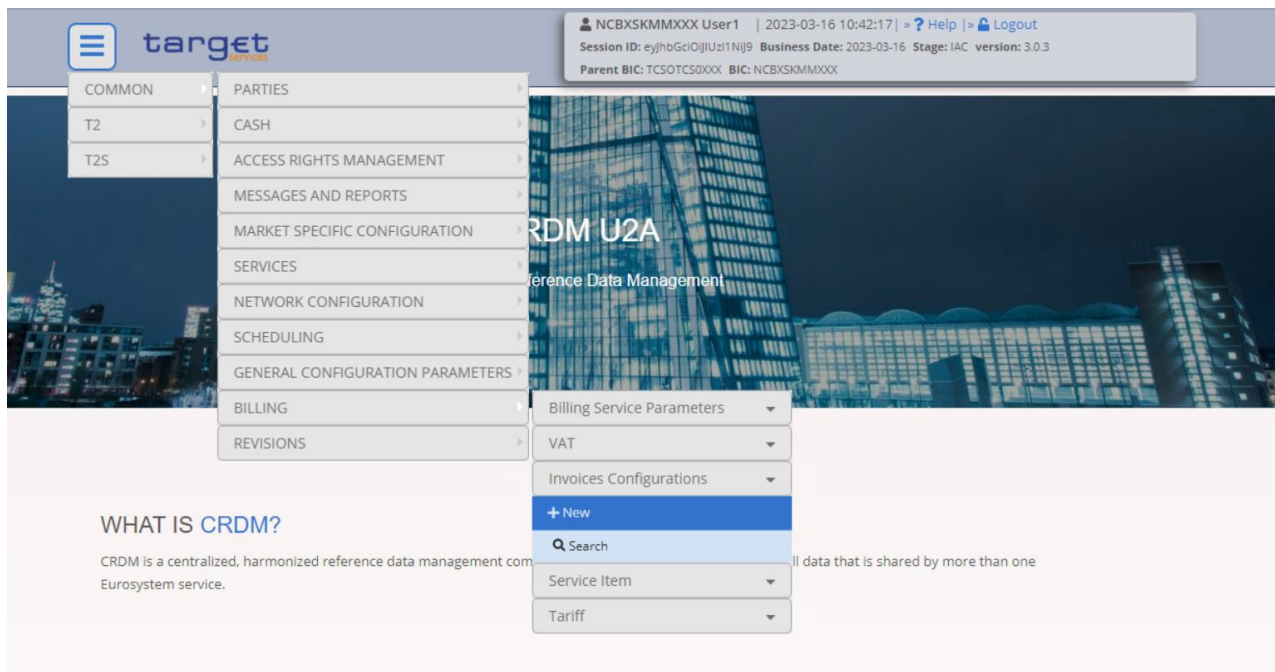 target
services
NCBXSKMMXXX User1 | 2023-03-16 10:42:17 | » ? Help | » Logout
Session ID: eyJhbGciOiJIUzI1NiJ9 Business Date: 2023-03-16 Stage: IAC version: 3.0.3
Parent BIC: TCSOTCS0XXX BIC: NCBXSKMMXXX
COMMON
T2
T2S
PARTIES
CASH
ACCESS RIGHTS MANAGEMENT
MESSAGES AND REPORTS
MARKET SPECIFIC CONFIGURATION
SERVICES
NETWORK CONFIGURATION
SCHEDULING
GENERAL CONFIGURATION PARAMETERS
BILLING
REVISIONS
RDM U2A
ference Data Management
Billing Service Parameters
VAT
Invoices Configurations
+ New
Search
Service Item
Tariff
WHAT IS CRDM?
CRDM is a centralized, harmonized reference data management com ll data that is shared by more than one
Eurosystem service.